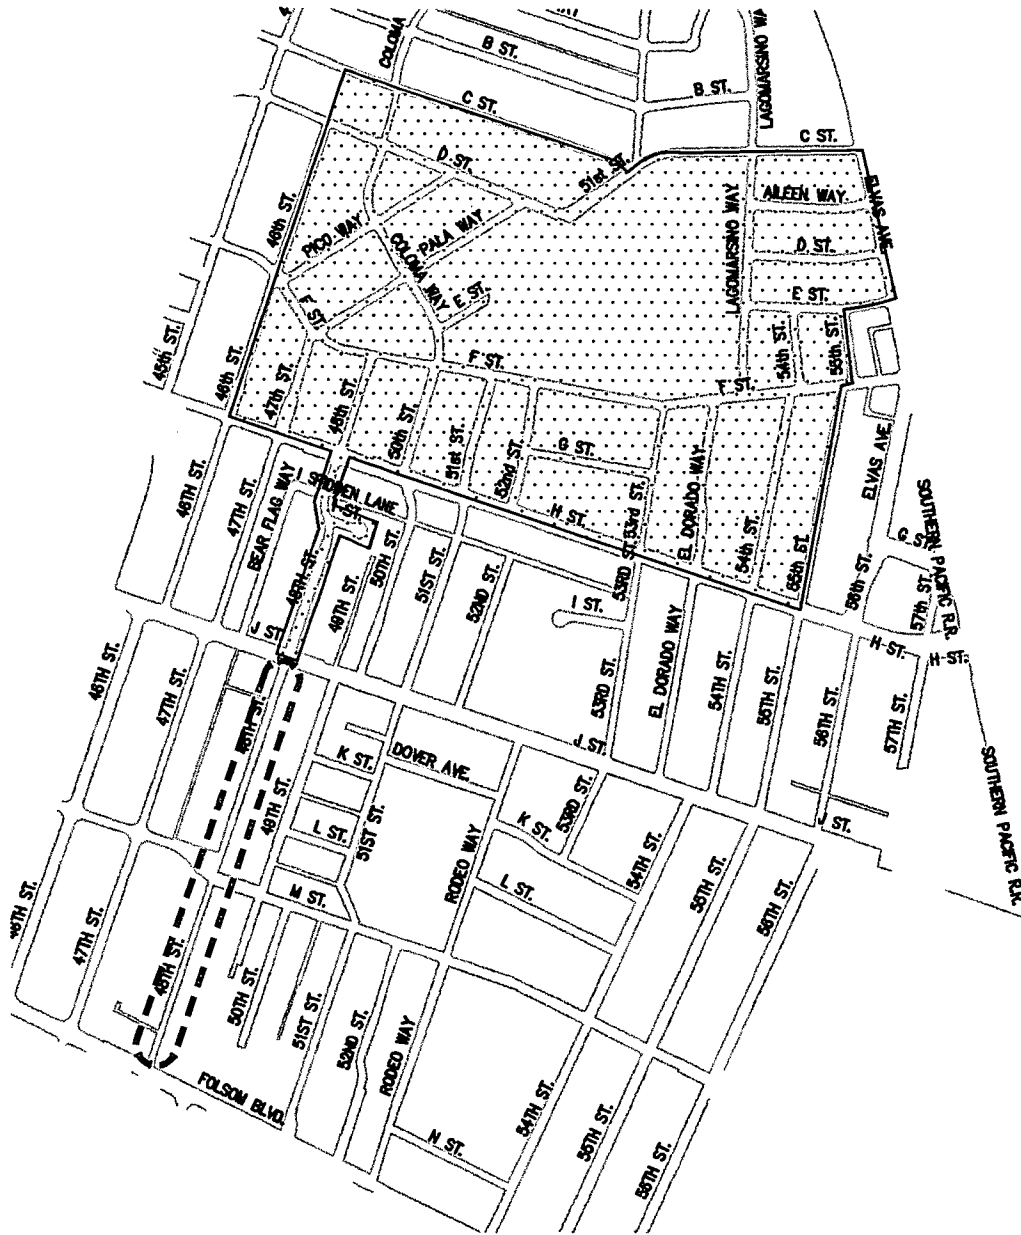 COLOMA
B ST.
LAGOMARSINO WAY
B ST.
C ST.
C ST.
D ST.
51st ST.
ELVAS AVE.
AILEEN WAY
46th ST.
PICO WAY
PALA WAY
COLOMA WAY
LAGOMARSINO WAY
D ST.
E ST.
E ST.
F ST.
45th ST.
46th ST.
47th ST.
48th ST.
F ST.
54th ST.
55th ST.
F ST.
50th ST.
51st ST.
52nd ST.
G ST.
53rd ST.
EL DORADO WAY
54th ST.
55th ST.
ELVAS AVE.
46TH ST.
47TH ST.
BEAR FLAG WAY
I
LANE
I ST.
H ST.
SOUTHERN PACIFIC R.R.
G ST.
48TH ST.
49TH ST.
50TH ST.
51ST ST.
52ND ST.
53RD ST.
56th ST.
57th ST.
J ST.
I ST.
H ST.
H ST.
46TH ST.
47TH ST.
48TH ST.
53RD ST.
EL DORADO WAY
54TH ST.
55TH ST.
56TH ST.
57TH ST.
K ST.
DOVER AVE.
J ST.
SOUTHERN PACIFIC R.R.
49TH ST.
L ST.
51ST ST.
K ST.
53RD ST.
J ST.
46TH ST.
47TH ST.
M ST.
RODEO WAY
L ST.
54TH ST.
55TH ST.
56TH ST.
48TH ST.
50TH ST.
51ST ST.
52ND ST.
RODEO WAY
FOLSOM BLVD.
N ST.
54TH ST.
55TH ST.
56TH ST.